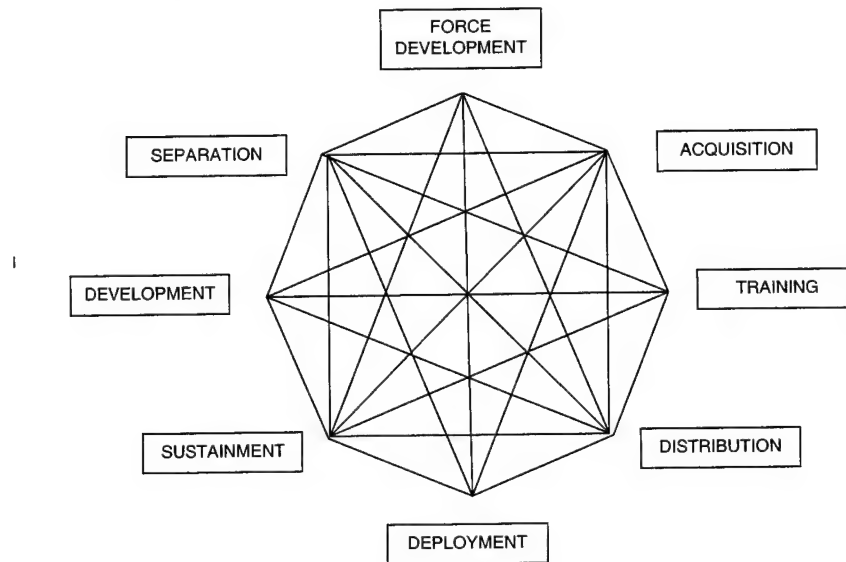 FORCE
DEVELOPMENT
SEPARATION
ACQUISITION
DEVELOPMENT
TRAINING
SUSTAINMENT
DISTRIBUTION
DEPLOYMENT